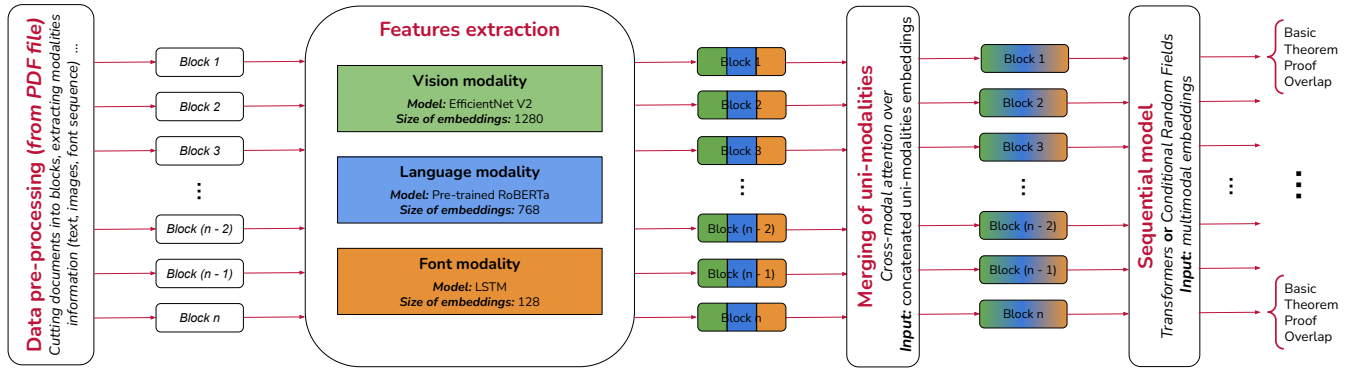 Data pre-processing (from PDF file)
Cutting documents into blocks, extracting modalities
information (text, images, font sequence) ...
Block 1
Block 2
Block 3
...
Block (n - 2)
Block (n - 1)
Block n
Features extraction
Vision modality
Model: EfficientNet V2
Size of embeddings: 1280
Language modality
Model: Pre-trained RoBERTa
Size of embeddings: 768
Font modality
Model: LSTM
Size of embeddings: 128
Block 1
Block 2
Block 3
...
Block (n - 2)
Block (n - 1)
Block n
Merging of uni-modalities
Cross-modal attention over
Input: concatenated uni-modalities embeddings
Block 1
Block 2
Block 3
...
Block (n - 2)
Block (n - 1)
Block n
Sequential model
Transformers or Conditional Random Fields
Input: multimodal embeddings
Basic
Theorem
Proof
Overlap
...
...
Basic
Theorem
Proof
Overlap